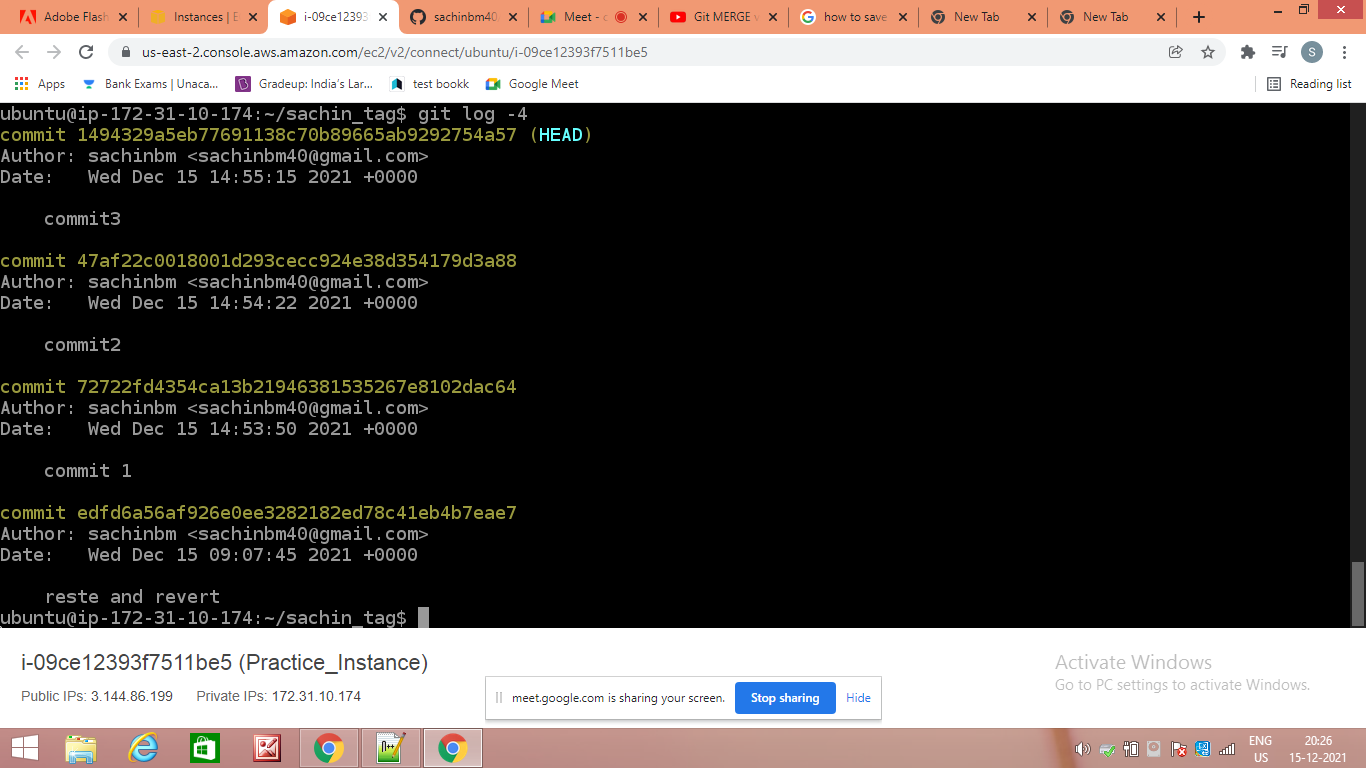 Adobe Flash
Instances | E
i-09ce12393
sachinbm40
Meet - c
Git MERGE v
how to save
New Tab
New Tab
us-east-2.console.aws.amazon.com/ec2/v2/connect/ubuntu/i-09ce12393f7511be5
S
Apps
Bank Exams | Unaca...
Gradeup: India's Lar...
test bookk
Google Meet
Reading list
ubuntu@ip-172-31-10-174:~/sachin_tag$ git log -4
commit 1494329a5eb77691138c70b89665ab9292754a57 (HEAD)
Author: sachinbm <sachinbm40@gmail.com>
Date:   Wed Dec 15 14:55:15 2021 +0000
    commit3
commit 47af22c0018001d293cecc924e38d354179d3a88
Author: sachinbm <sachinbm40@gmail.com>
Date:   Wed Dec 15 14:54:22 2021 +0000
    commit2
commit 72722fd4354ca13b21946381535267e8102dac64
Author: sachinbm <sachinbm40@gmail.com>
Date:   Wed Dec 15 14:53:50 2021 +0000
    commit 1
commit edfd6a56af926e0ee3282182ed78c41eb4b7eae7
Author: sachinbm <sachinbm40@gmail.com>
Date:   Wed Dec 15 09:07:45 2021 +0000
    reste and revert
ubuntu@ip-172-31-10-174:~/sachin_tag$
i-09ce12393f7511be5 (Practice_Instance)
Public IPs: 3.144.86.199 Private IPs: 172.31.10.174
Activate Windows
Go to PC settings to activate Windows.
meet.google.com is sharing your screen.
Stop sharing
Hide
ENG
US
20:26
15-12-2021